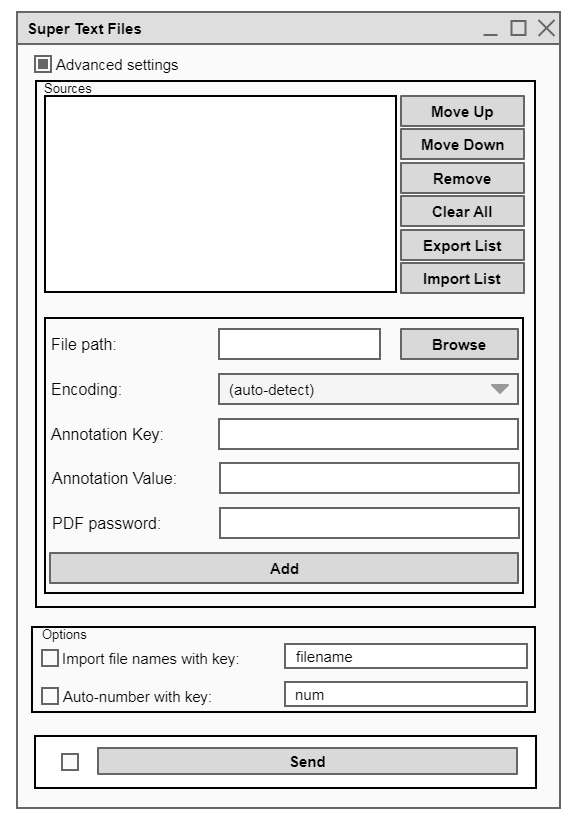 Super Text Files
Advanced settings
Sources
Move Up
Move Down
Remove
Clear All
Export List
Import List
File path:
Browse
Encoding:
(auto-detect)
Annotation Key:
Annotation Value:
PDF password:
Add
Options
Import file names with key:
filename
Auto-number with key:
num
Send